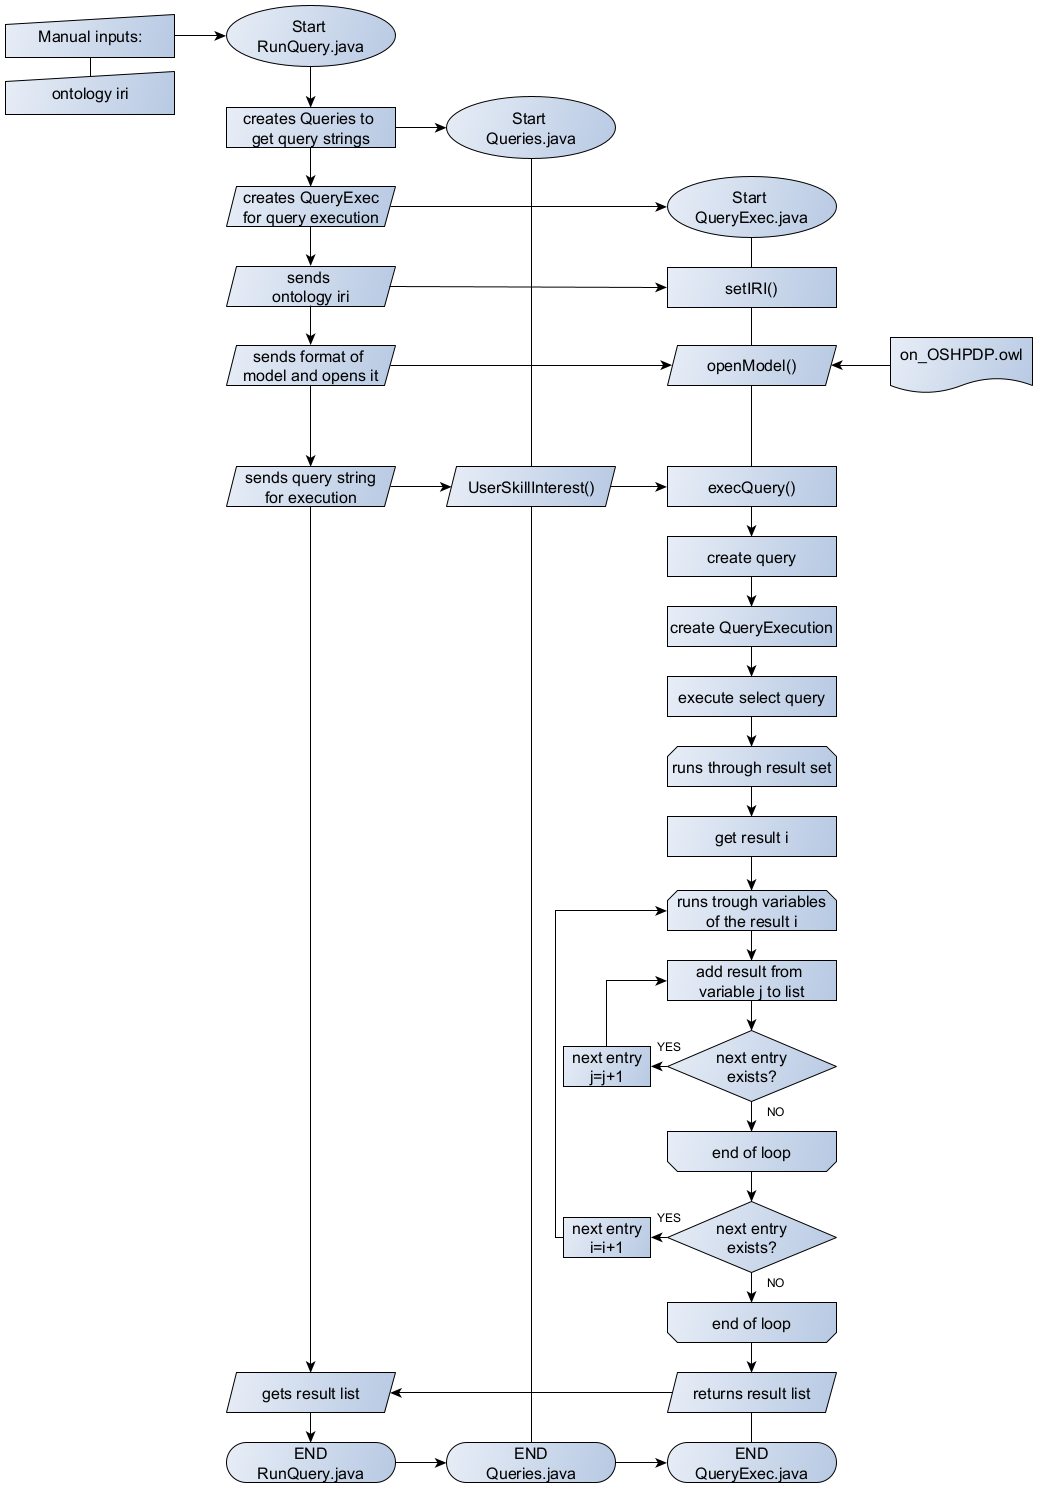 Manual inputs:
ontology iri
Start
RunQuery.java
creates Queries to
get query strings
Start
Queries.java
creates QueryExec
for query execution
Start
QueryExec.java
sends
ontology iri
setIRI()
sends format of
model and opens it
openModel()
on_OSHPDP.owl
sends query string
for execution
UserSkillInterest()
execQuery()
create query
create QueryExecution
execute select query
runs through result set
get result i
runs trough variables
of the result i
add result from
variable j to list
next entry
exists?
YES
next entry
j=j+1
NO
end of loop
next entry
exists?
YES
next entry
i=i+1
NO
end of loop
gets result list
returns result list
END
RunQuery.java
END
Queries.java
END
QueryExec.java